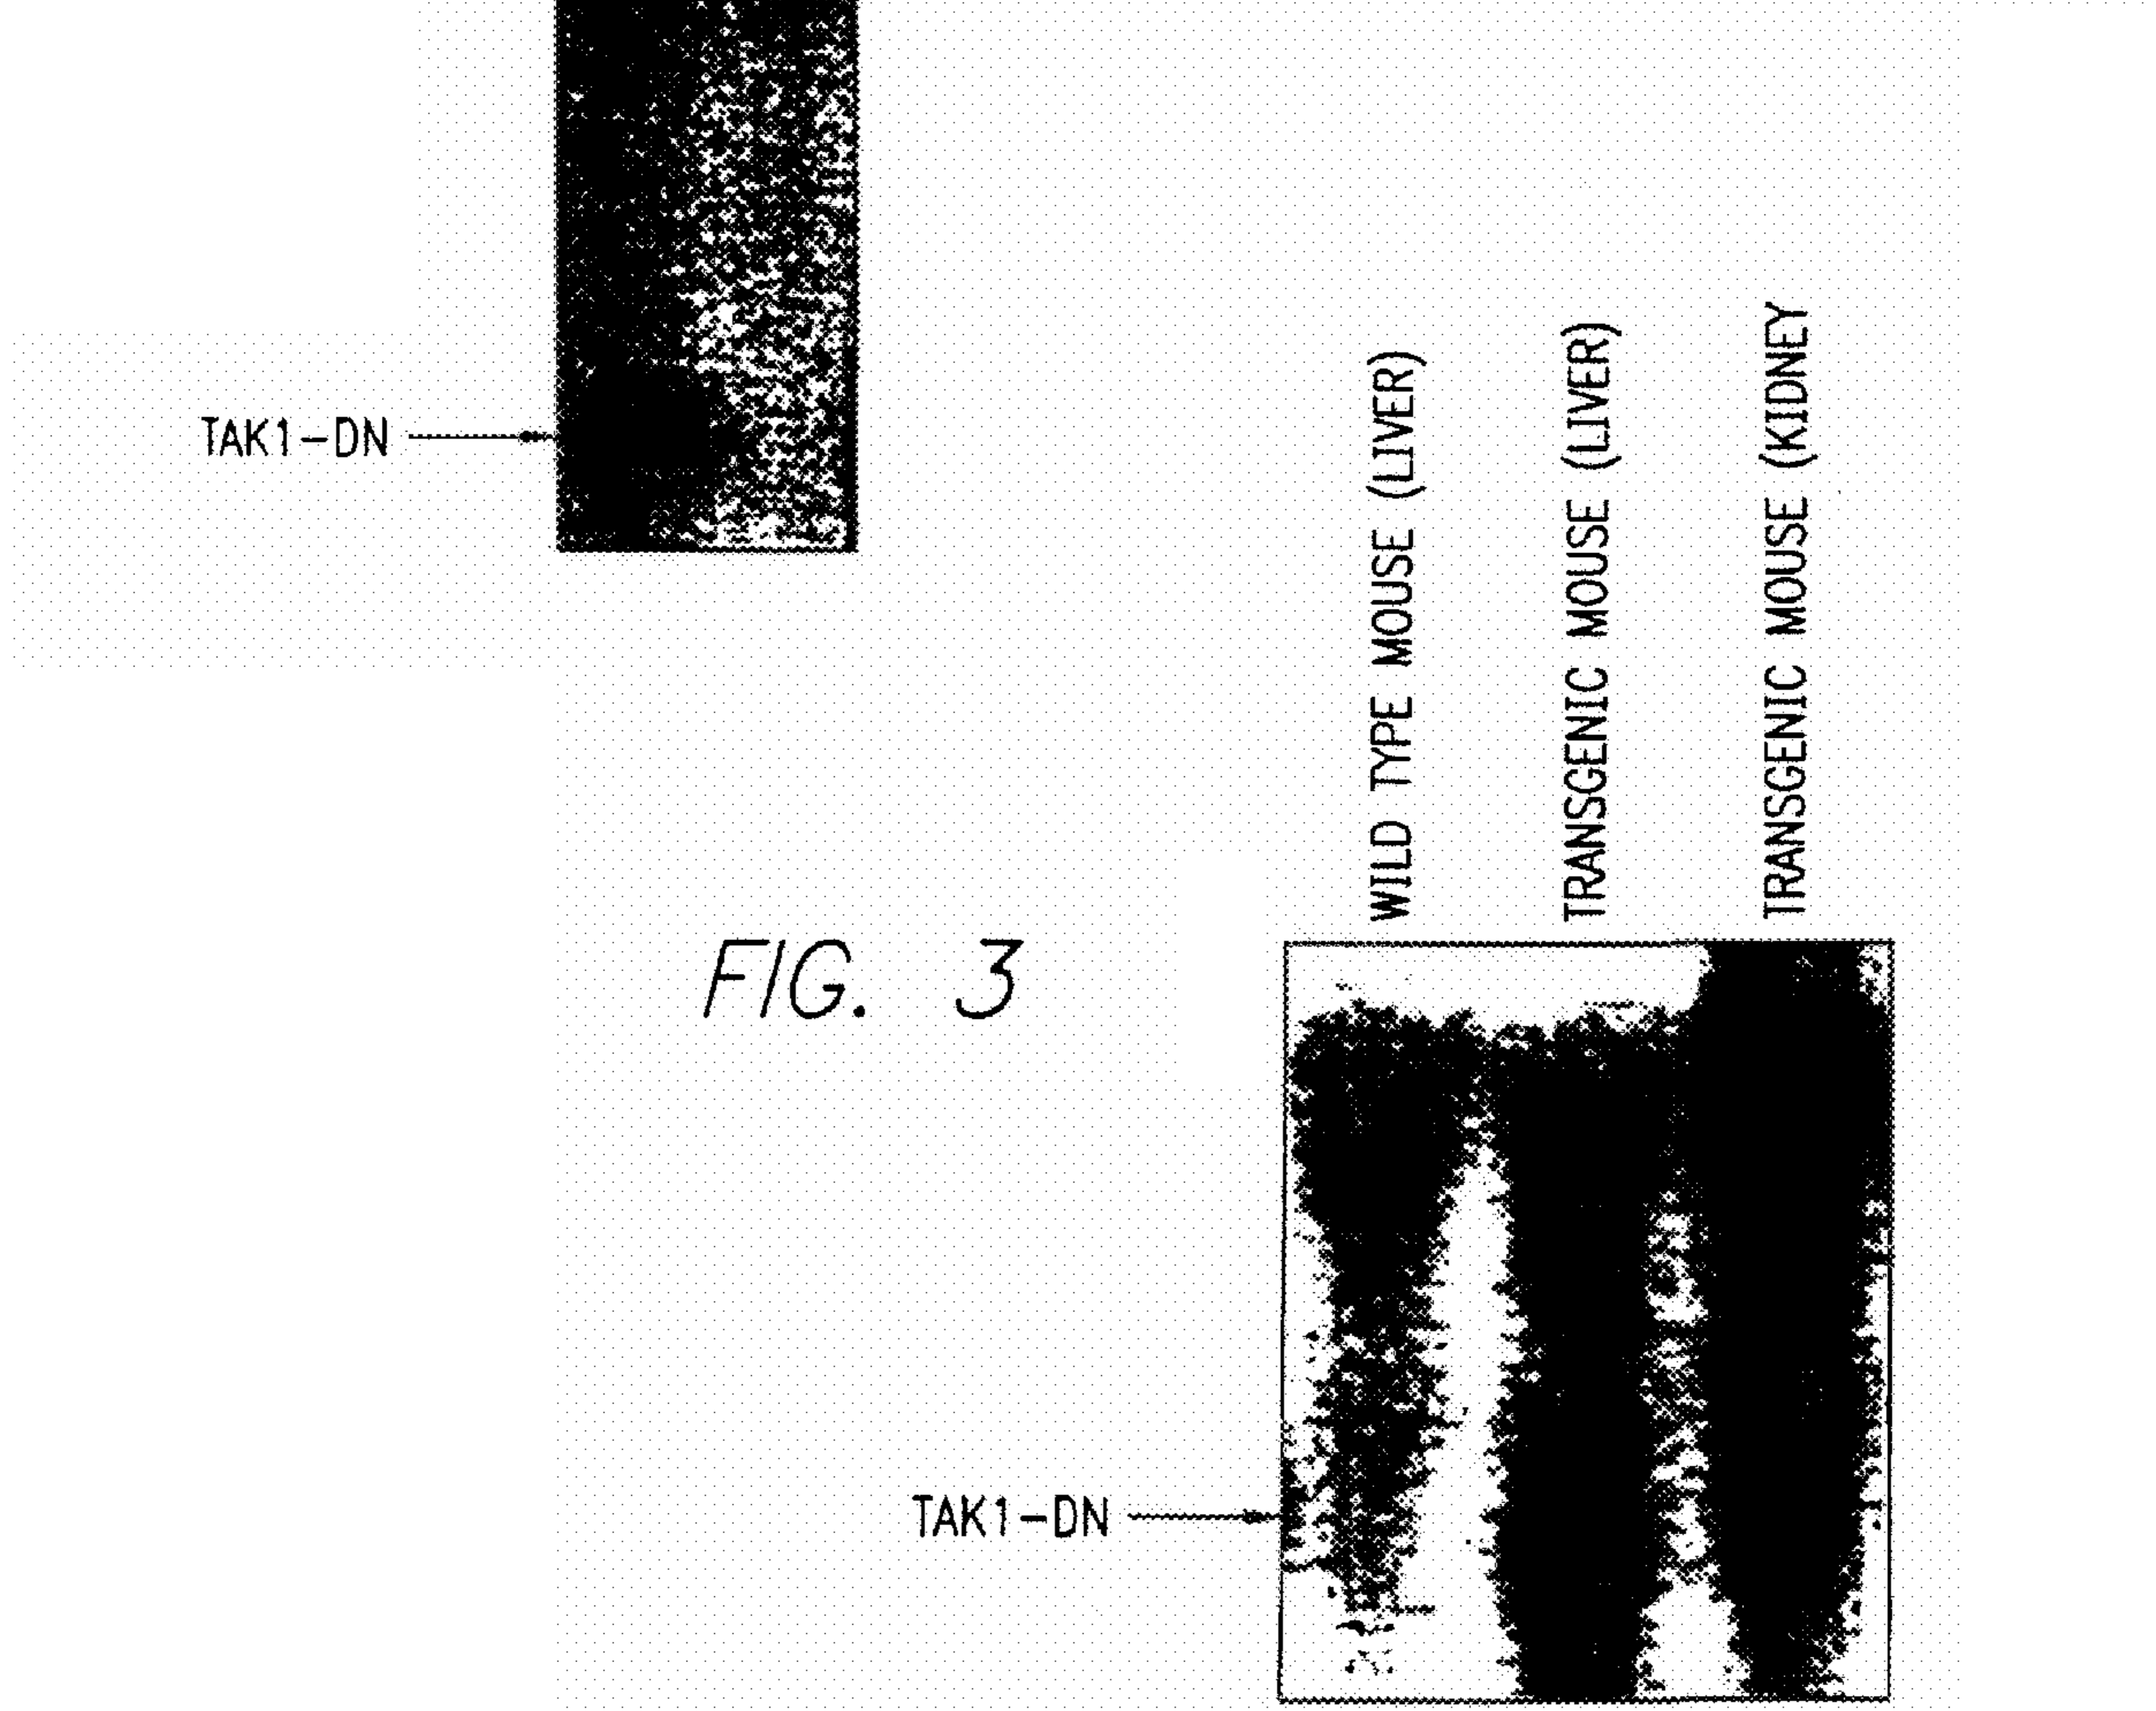 TAK1-DN
WILD TYPE MOUSE (LIVER)
TRANSGENIC MOUSE (LIVER)
TRANSGENIC MOUSE (KIDNEY
FIG. 3
TAK1-DN